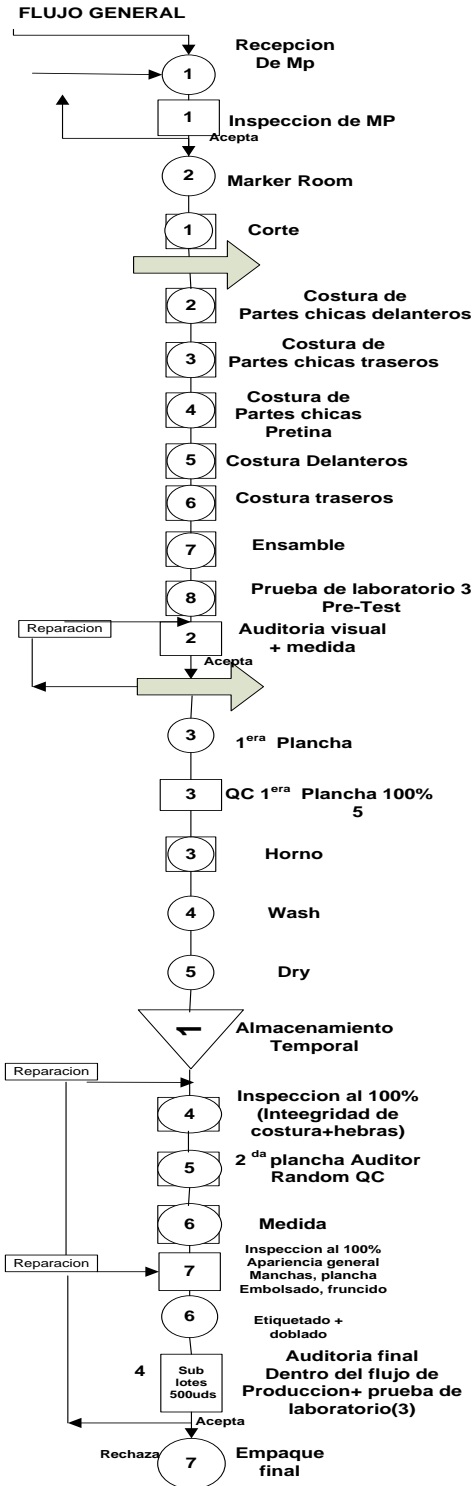 FLUJO GENERAL
Recepcion
De Mp
1
1
Inspeccion de MP
Acepta
2
Marker Room
1
Corte
2
Costura de
Partes chicas delanteros
3
Costura de
Partes chicas traseros
4
Costura de
Partes chicas
Pretina
5
Costura Delanteros
6
Costura traseros
7
Ensamble
8
Prueba de laboratorio 3
Pre-Test
Reparacion
2
Auditoria visual
+ medida
Acepta
3
1era Plancha
3
QC 1era Plancha 100%
5
3
Horno
4
Wash
5
Dry
1
Almacenamiento
Temporal
Reparacion
4
Inspeccion al 100%
(Inteegridad de
costura+hebras)
5
2 da plancha Auditor
Random QC
6
Medida
Reparacion
7
Inspeccion al 100%
Apariencia general
Manchas, plancha
Embolsado, fruncido
6
Etiquetado +
doblado
4
Sub
lotes
500uds
Auditoria final
Dentro del flujo de
Produccion+ prueba de
laboratorio(3)
Acepta
Rechaza
7
Empaque
final